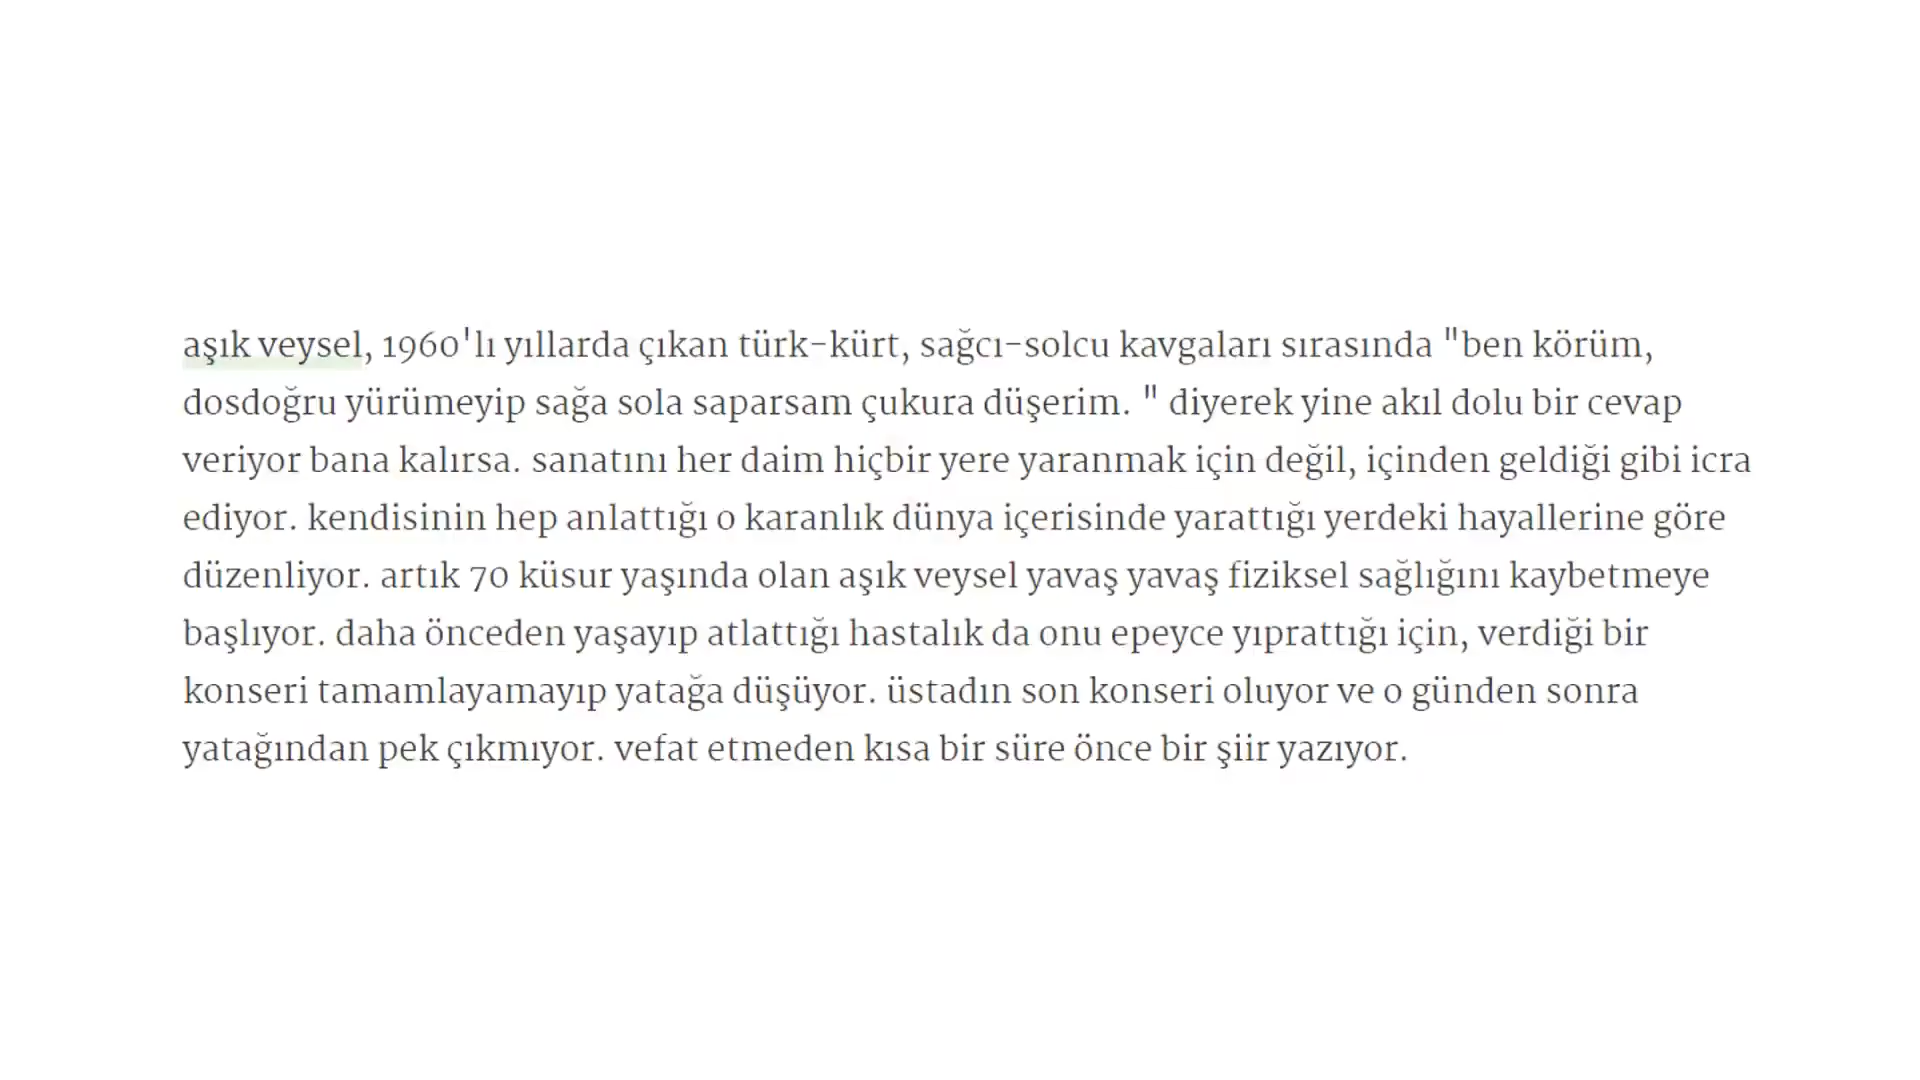 aşık veysel, 1960'lı yıllarda çıkan türk-kürt, sağcı-solcu kavgaları sırasında "ben körüm,
dosdoğru yürümeyip sağa sola saparsam çukura düşerim. " diyerek yine akıl dolu bir cevap
veriyor bana kalırsa. sanatını her daim hiçbir yere yaranmak için değil, içinden geldiği gibi icra
ediyor. kendisinin hep anlattığı o karanlık dünya içerisinde yarattığı yerdeki hayallerine göre
düzenliyor. artık 70 küsur yaşında olan aşık veysel yavaş yavaş fiziksel sağlığını kaybetmeye
başlıyor. daha önceden yaşayıp atlattığı hastalık da onu epeyce yıprattığı için, verdiği bir
konseri tamamlayamayıp yatağa düşüyor. üstadın son konseri oluyor ve o günden sonra
yatağından pek çıkmıyor. vefat etmeden kısa bir süre önce bir şiir yazıyor.